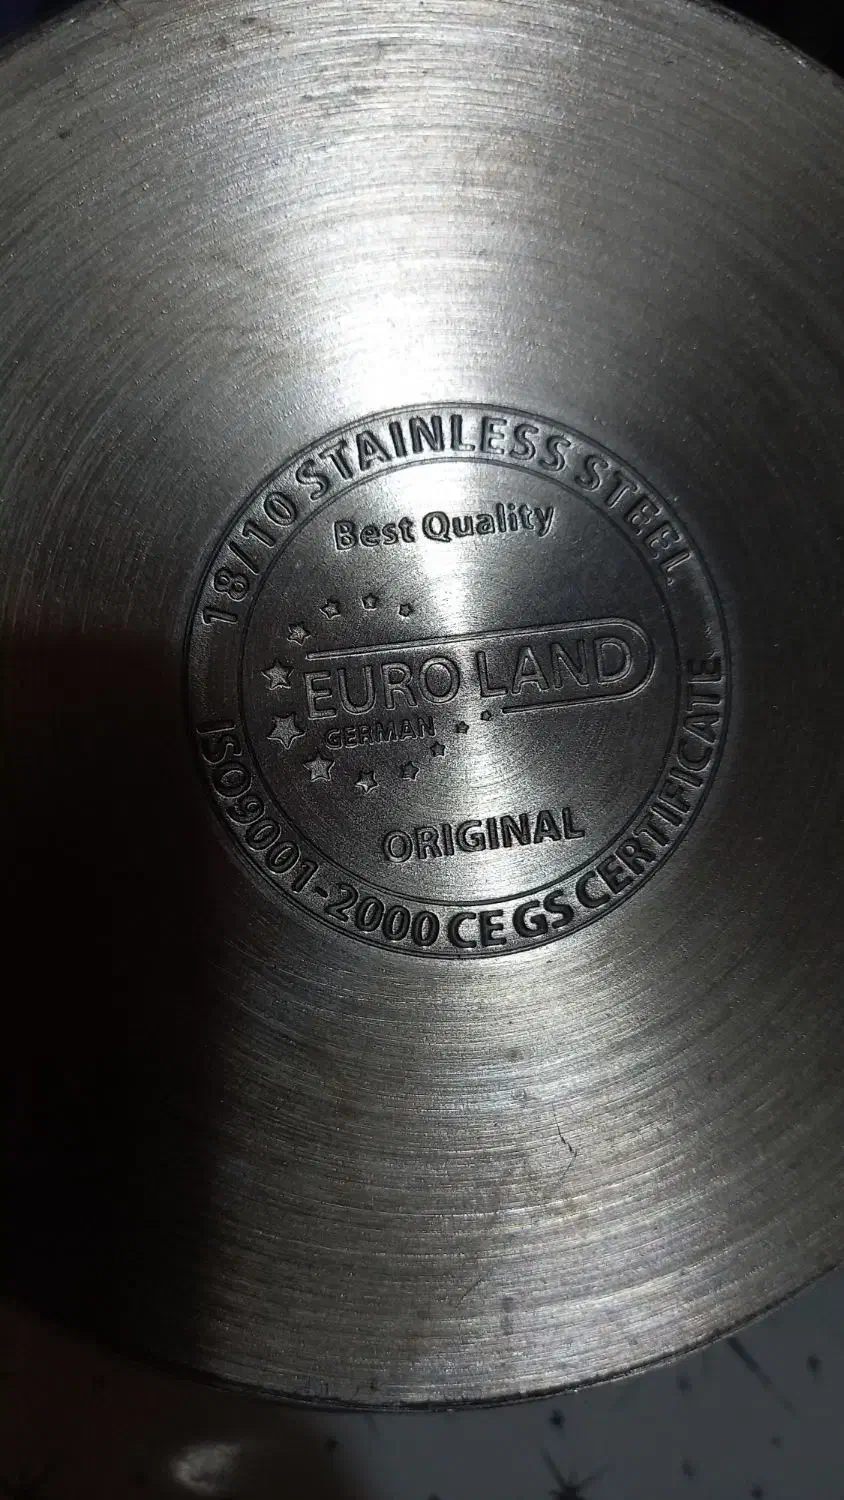 18/10 STAINLESS STEEL
Best Quality
EURO LAND
GERMAN
ORIGINAL
ISO9001-2000 CE GS CERTIFICATE